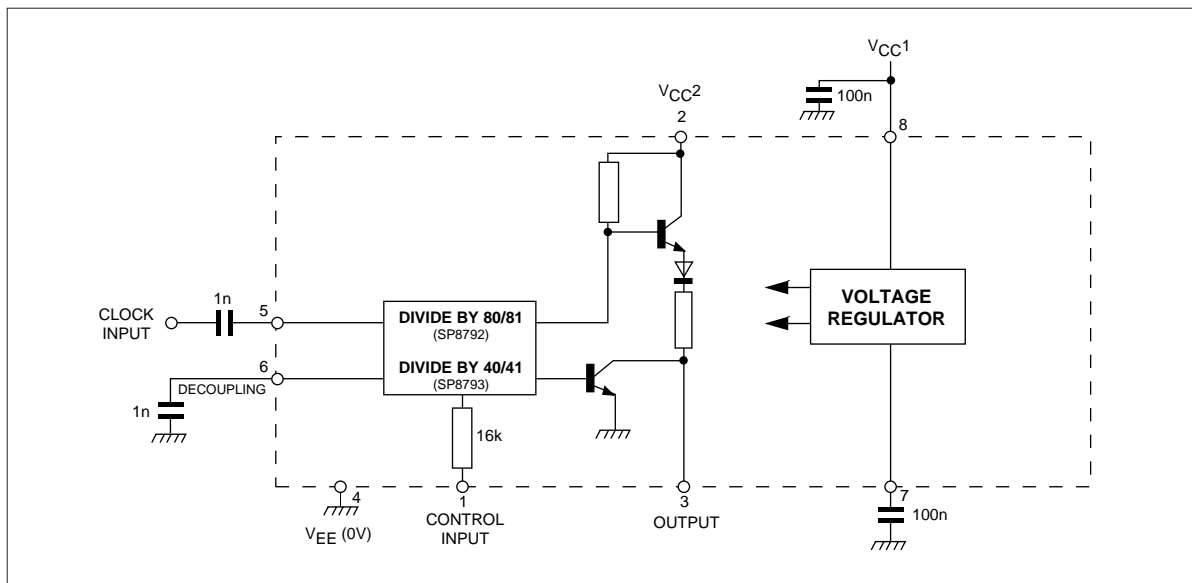 VCC1
100n
VCC2
2
8
1n
5
CLOCK
INPUT
DIVIDE BY 80/81
(SP8792)
VOLTAGE
REGULATOR
6
DECOUPLING
DIVIDE BY 40/41
(SP8793)
1n
16k
4
1
3
7
VEE (0V)
CONTROL
INPUT
OUTPUT
100n